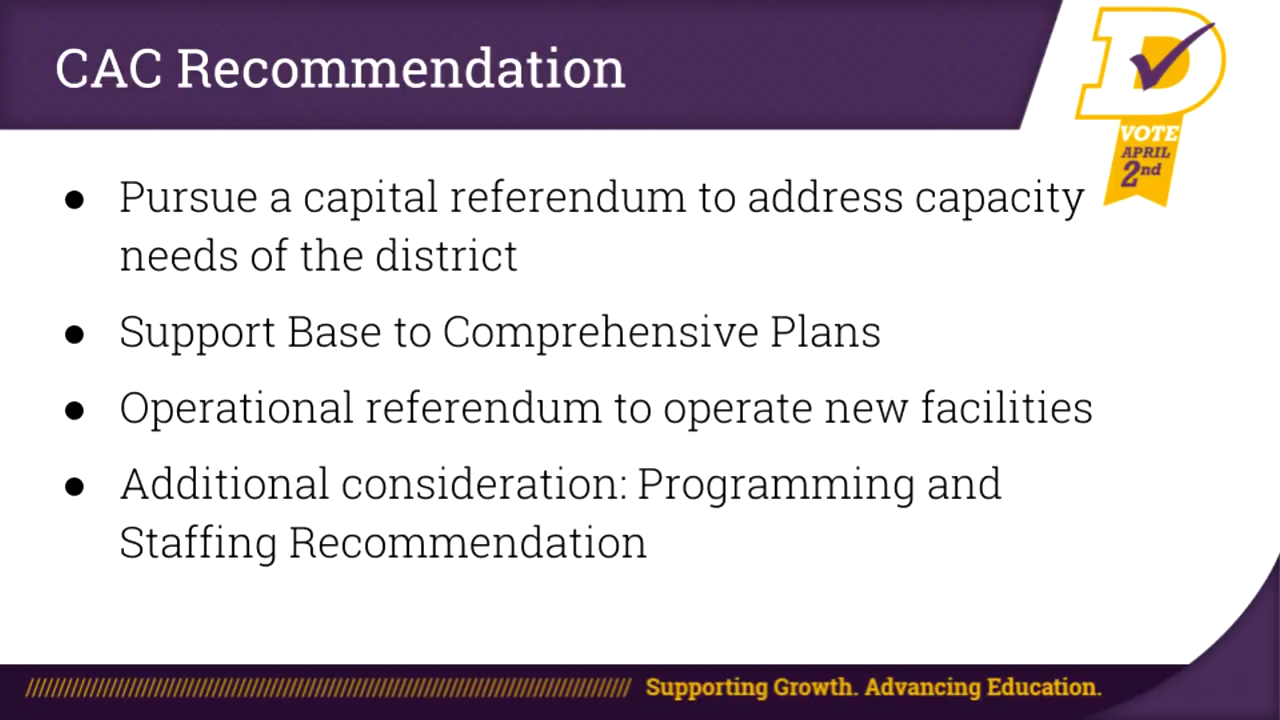 CAC Recommendation
D
VOTE
APRIL
2nd
● Pursue a capital referendum to address capacity
needs of the district
● Support Base to Comprehensive Plans
● Operational referendum to operate new facilities
● Additional consideration: Programming and
Staffing Recommendation
Supporting Growth. Advancing Education.